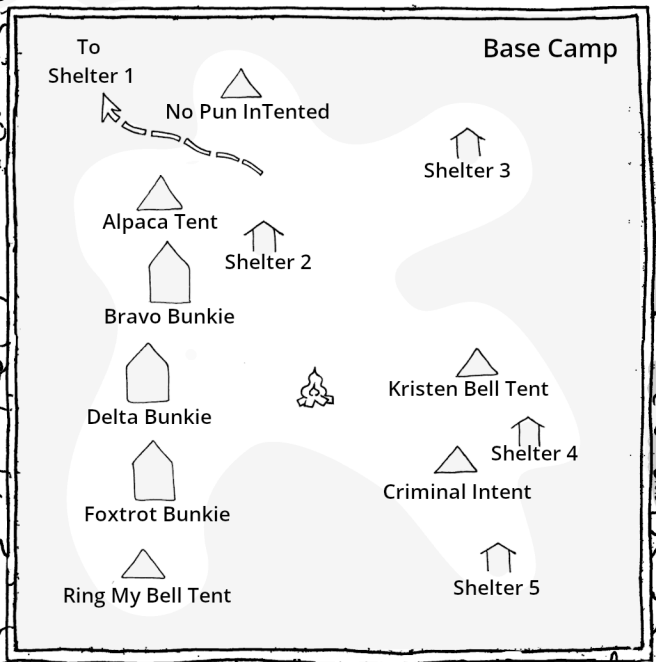 To
Shelter 1
Base Camp
No Pun InTented
Shelter 3
Alpaca Tent
Shelter 2
Bravo Bunkie
Kristen Bell Tent
Delta Bunkie
Shelter 4
Criminal Intent
Foxtrot Bunkie
Shelter 5
Ring My Bell Tent